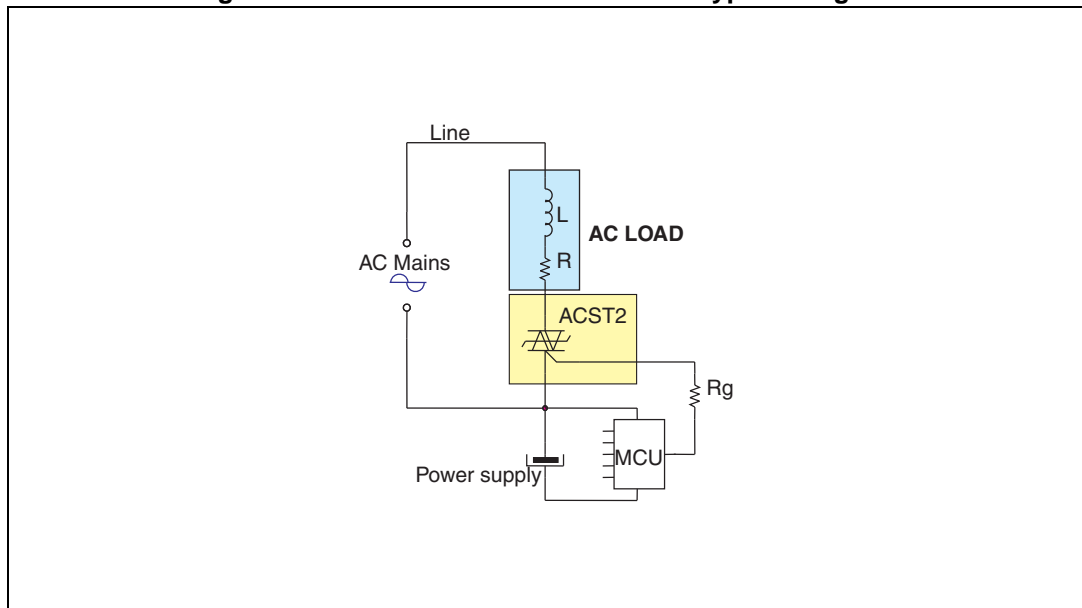 Line
L
AC LOAD
R
AC Mains
ACST2
Rg
MCU
Power supply